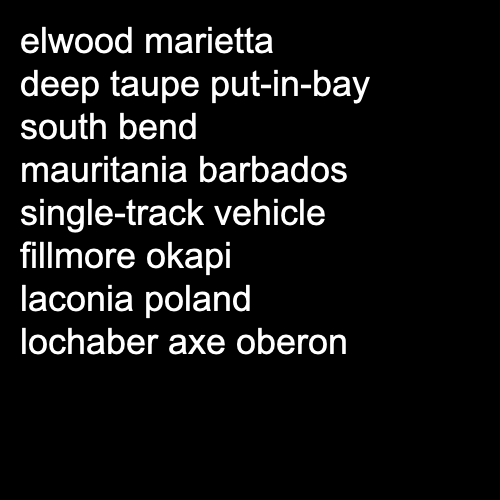 elwood marietta
deep taupe put-in-bay
south bend
mauritania barbados
single-track vehicle
fillmore okapi
laconia poland
lochaber axe oberon